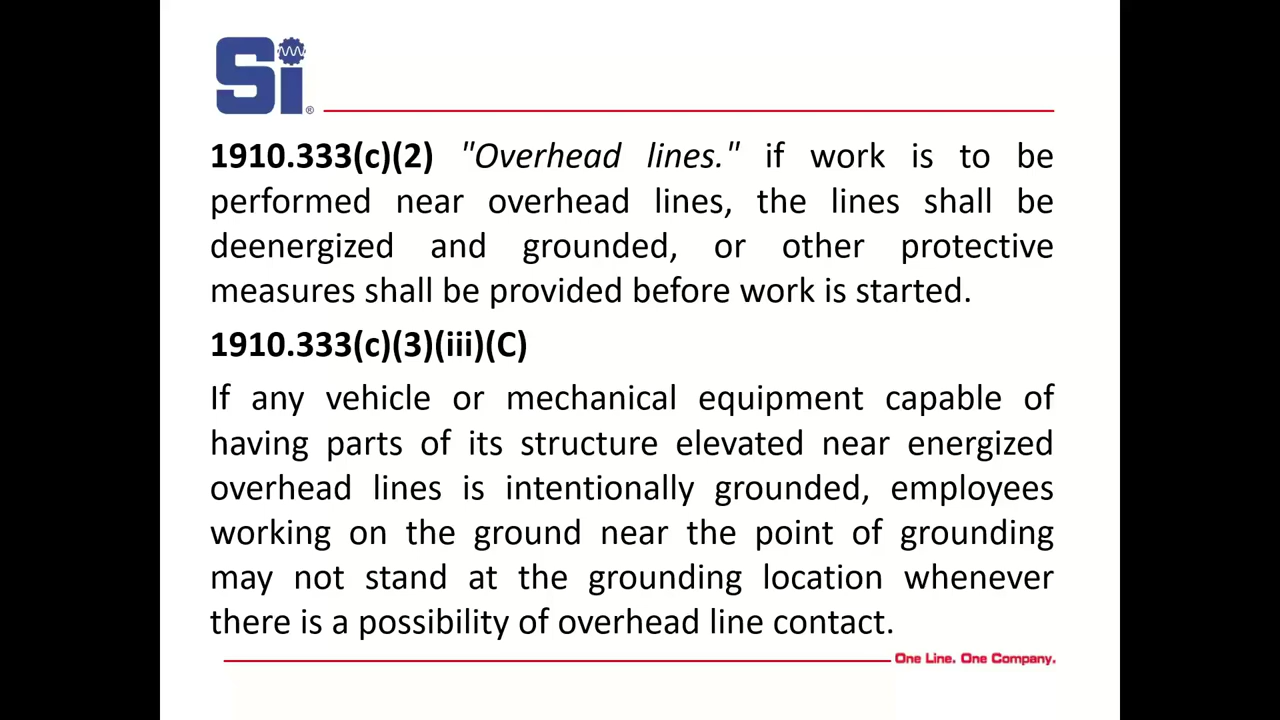 Si®
1910.333(c)(2) "Overhead lines." if work is to be
performed near overhead lines, the lines shall be
deenergized and grounded, or other protective
measures shall be provided before work is started.
1910.333(c)(3)(iii)(C)
If any vehicle or mechanical equipment capable of
having parts of its structure elevated near energized
overhead lines is intentionally grounded, employees
working on the ground near the point of grounding
may not stand at the grounding location whenever
there is a possibility of overhead line contact.
One Line. One Company.